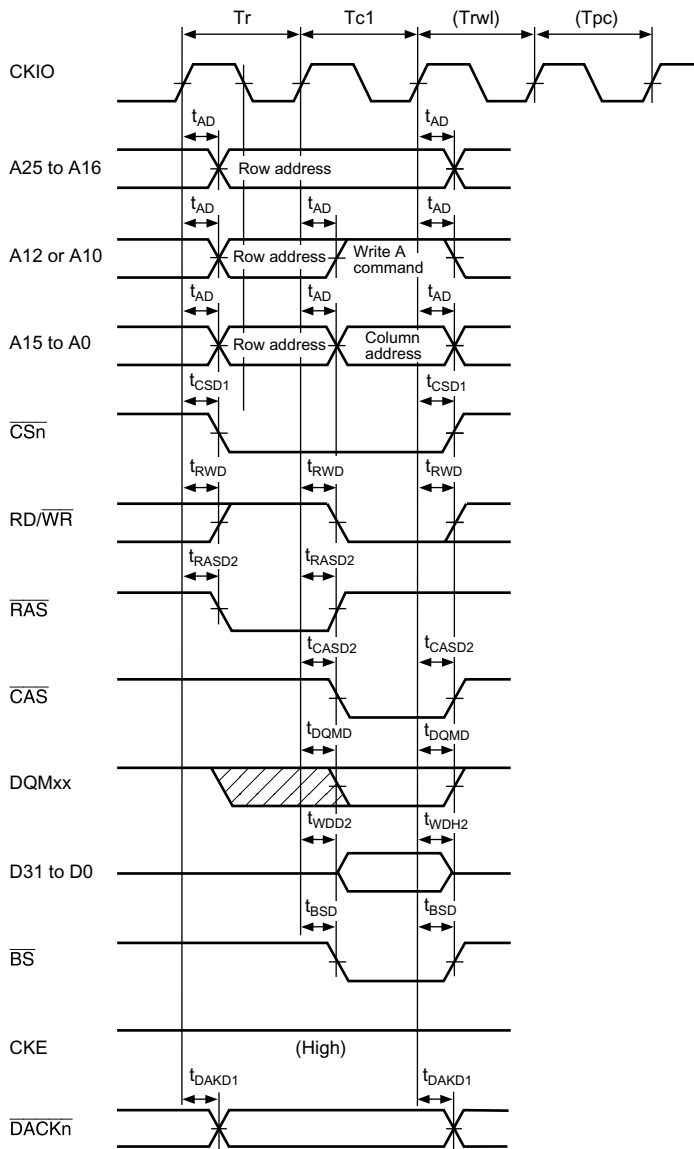 Tr Tc1 (Trwl) (Tpc)
CKIO
tAD tAD
A25 to A16 Row address
tAD tAD tAD
A12 or A10 Row address Write A command
tAD tAD tAD
A15 to A0 Row address Column address
tCSD1 tCSD1
CSn
tRWD tRWD tRWD
RD/WR
tRASD2 tRASD2
RAS
tCASD2 tCASD2
CAS
tDQMD tDQMD
DQMxx
tWDD2 tWDH2
D31 to D0
tBSD tBSD
BS
CKE (High)
tDAKD1 tDAKD1
DACKn